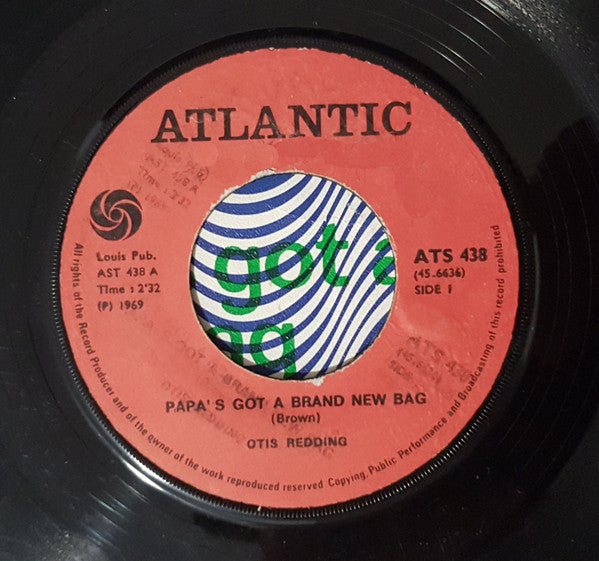 ATLANTIC
Louis Pub.
AST 438 A
Time : 2'32
(P) 1969
ATS 438
(45.6636)
SIDE 1
got a
ag
PAPA'S GOT A BRAND NEW BAG
(Brown)
OTIS REDDING
All rights of the Record Producer and of the owner of the work reproduced reserved Copying, Public Performance and Broadcasting of this record prohibited